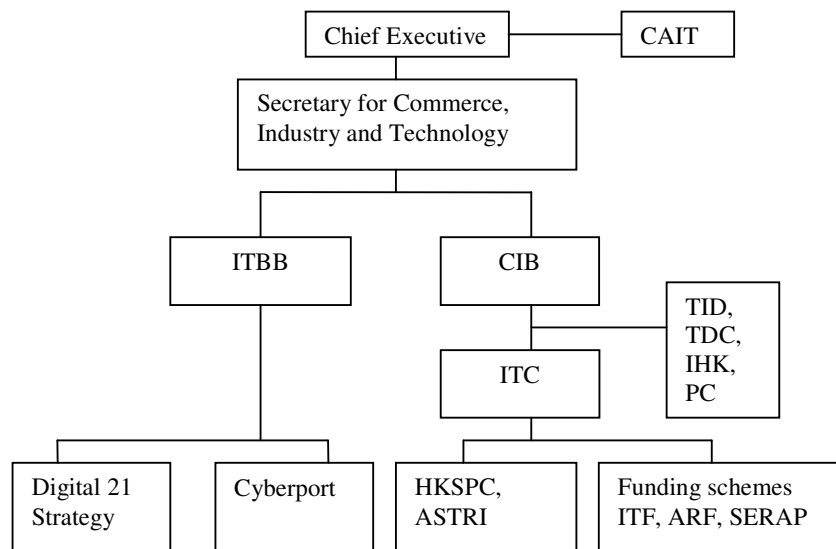 Chief Executive
CAIT
Secretary for Commerce,
Industry and Technology
ITBB
CIB
TID,
TDC,
IHK,
PC
ITC
Digital 21
Strategy
Cyberport
HKSPC,
ASTRI
Funding schemes
ITF, ARF, SERAP